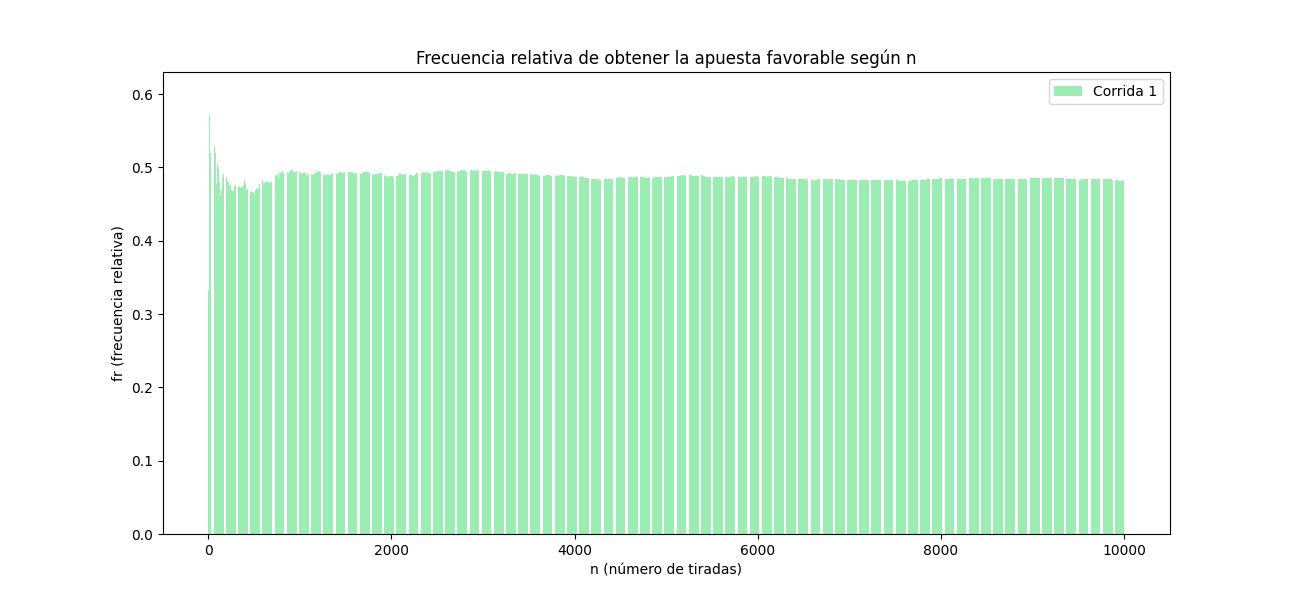 Frecuencia relativa de obtener la apuesta favorable según n
Corrida 1
fr (frecuencia relativa)
0.6
0.5
0.4
0.3
0.2
0.1
0.0
0 2000 4000 6000 8000 10000
n (número de tiradas)